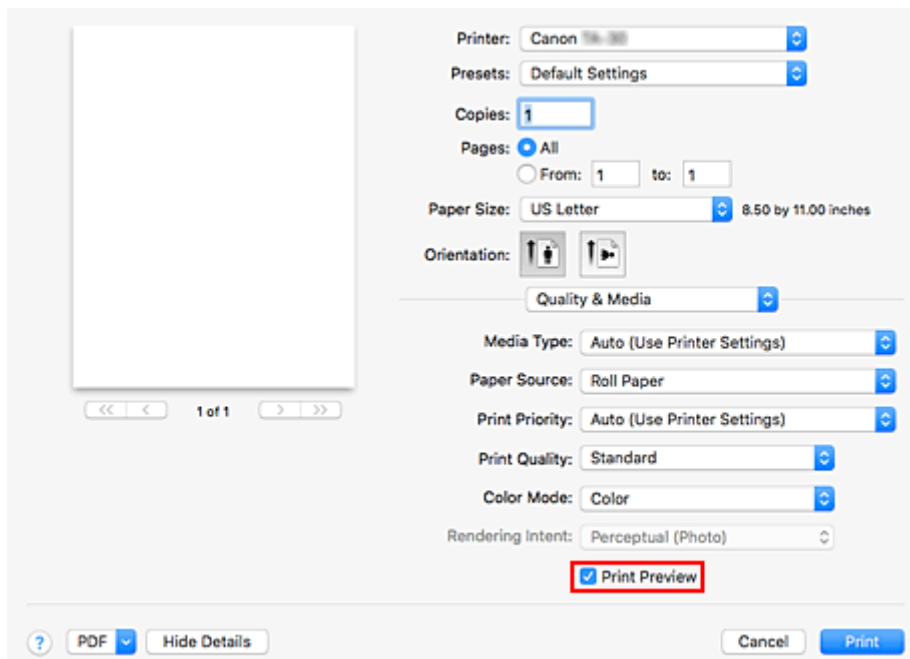 Printer: Canon
Presets: Default Settings
Copies: 1
Pages: All
From: 1 to: 1
Paper Size: US Letter 8.50 by 11.00 inches
Orientation:
Quality & Media
Media Type: Auto (Use Printer Settings)
Paper Source: Roll Paper
<< < 1 of 1 > >>
Print Priority: Auto (Use Printer Settings)
Print Quality: Standard
Color Mode: Color
Rendering Intent: Perceptual (Photo)
Print Preview
? PDF Hide Details Cancel Print